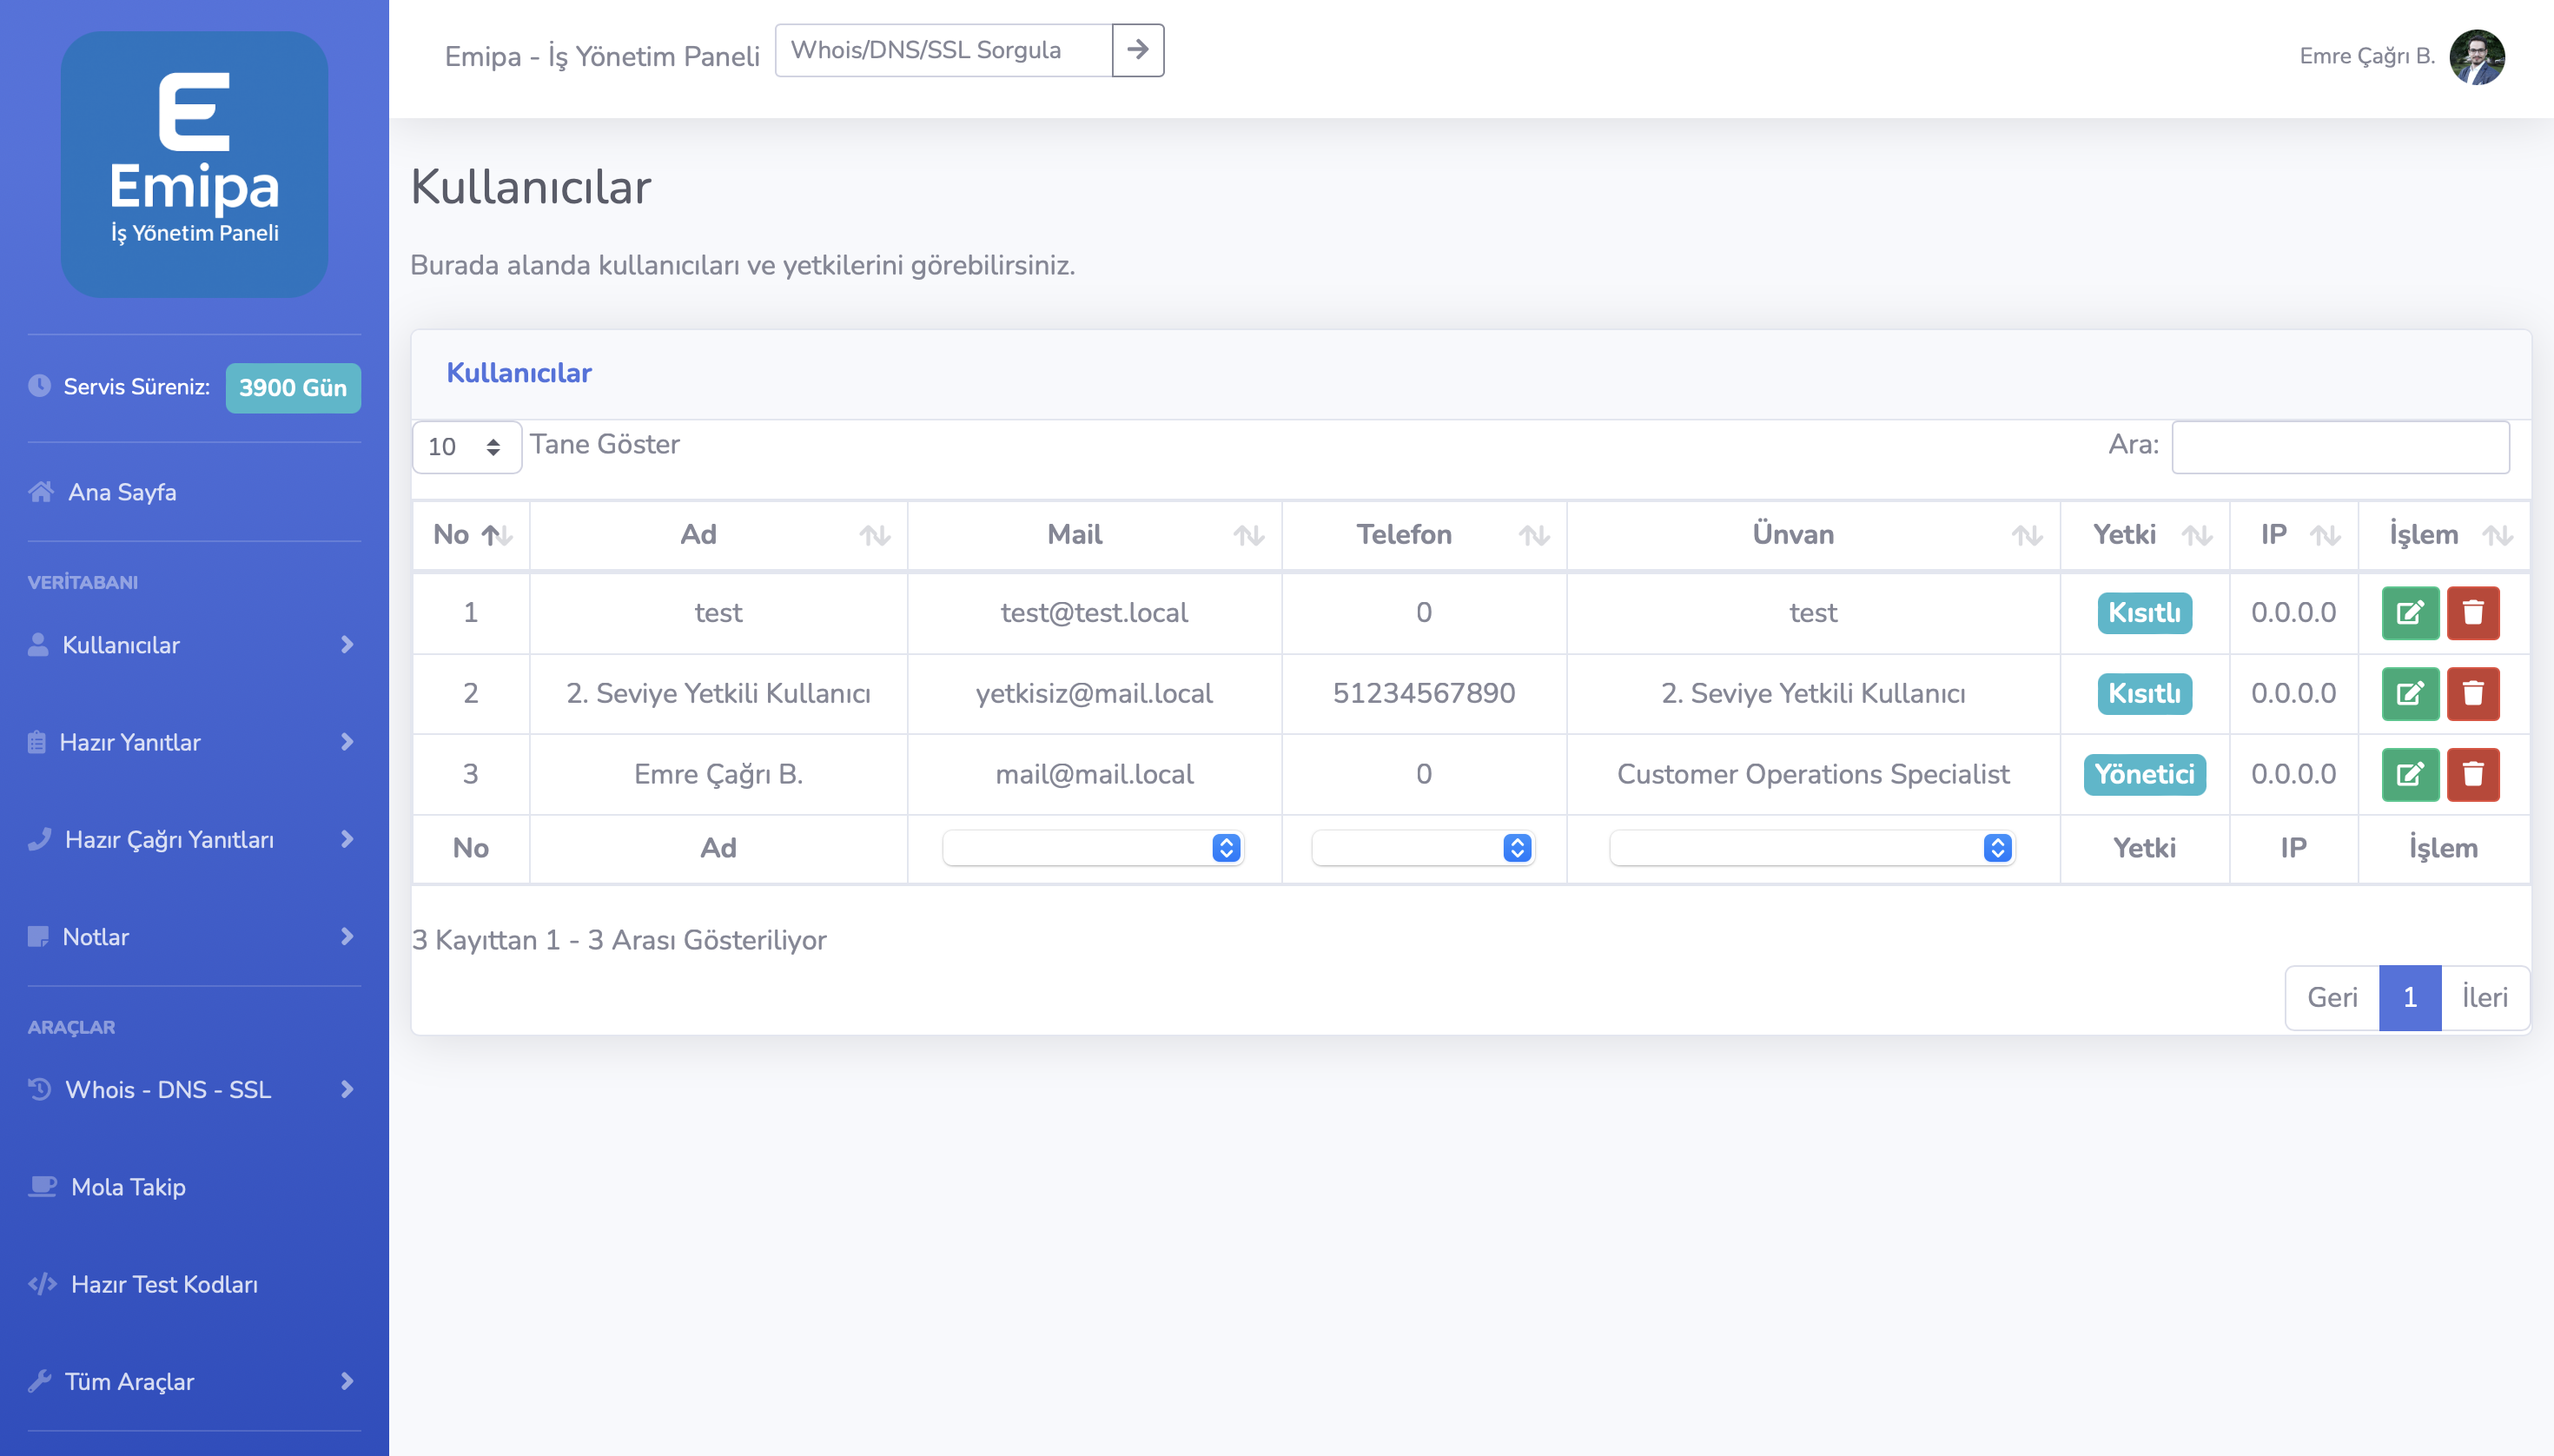 E
Emipa
İş Yönetim Paneli
Servis Süreniz: 3900 Gün
Ana Sayfa
VERİTABANI
Kullanıcılar
Hazır Yanıtlar
Hazır Çağrı Yanıtları
Notlar
ARAÇLAR
Whois - DNS - SSL
Mola Takip
Hazır Test Kodları
Tüm Araçlar
Emipa - İş Yönetim Paneli Whois/DNS/SSL Sorgula
Emre Çağrı B.
Kullanıcılar
Burada alanda kullanıcıları ve yetkilerini görebilirsiniz.
Kullanıcılar
10 Tane Göster Ara:
No Ad Mail Telefon Ünvan Yetki IP İşlem
1 test test@test.local 0 test Kısıtlı 0.0.0.0
2 2. Seviye Yetkili Kullanıcı yetkisiz@mail.local 51234567890 2. Seviye Yetkili Kullanıcı Kısıtlı 0.0.0.0
3 Emre Çağrı B. mail@mail.local 0 Customer Operations Specialist Yönetici 0.0.0.0
No Ad Yetki IP İşlem
3 Kayıttan 1 - 3 Arası Gösteriliyor
Geri 1 İleri